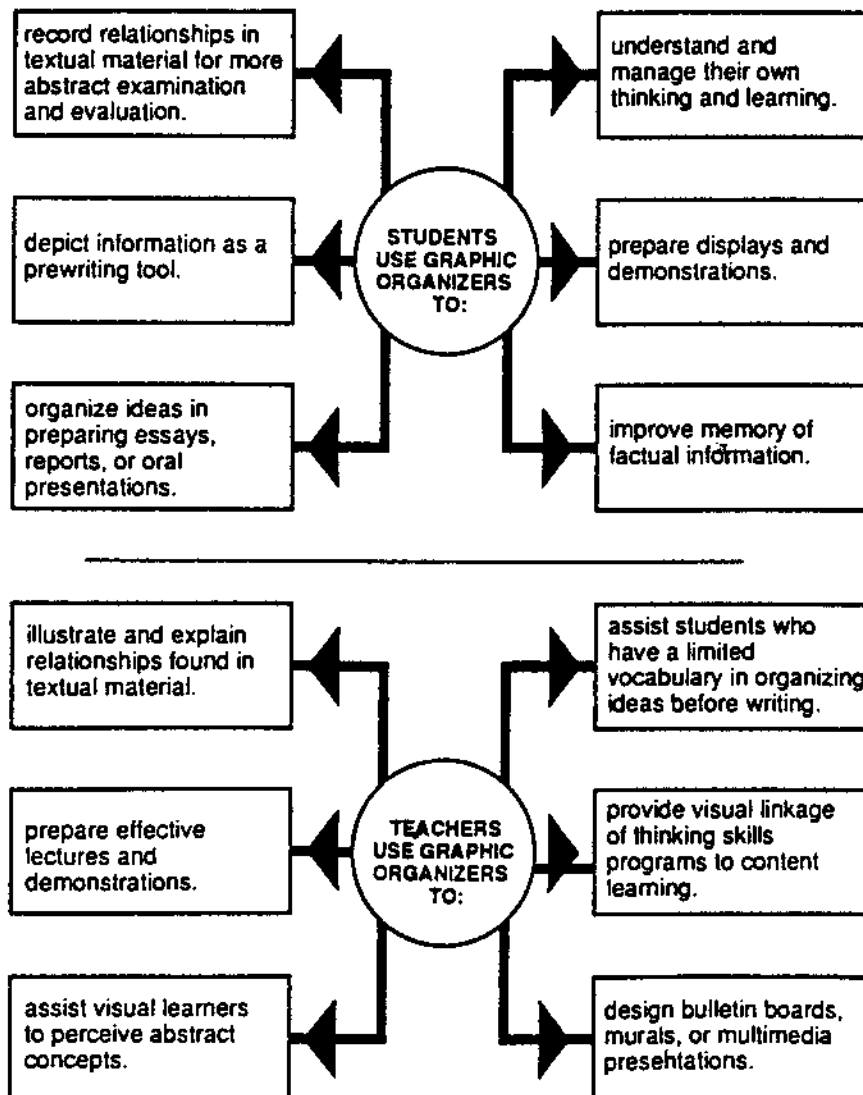 record relationships in
textual material for more
abstract examination
and evaluation.
understand and
manage their own
thinking and learning.
STUDENTS
USE GRAPHIC
ORGANIZERS
TO:
depict information as a
prewriting tool.
prepare displays and
demonstrations.
organize ideas in
preparing essays,
reports, or oral
presentations.
improve memory of
factual information.
illustrate and explain
relationships found in
textual material.
assist students who
have a limited
vocabulary in organizing
ideas before writing.
TEACHERS
USE GRAPHIC
ORGANIZERS
TO:
prepare effective
lectures and
demonstrations.
provide visual linkage
of thinking skills
programs to content
learning.
assist visual learners
to perceive abstract
concepts.
design bulletin boards,
murals, or multimedia
presentations.